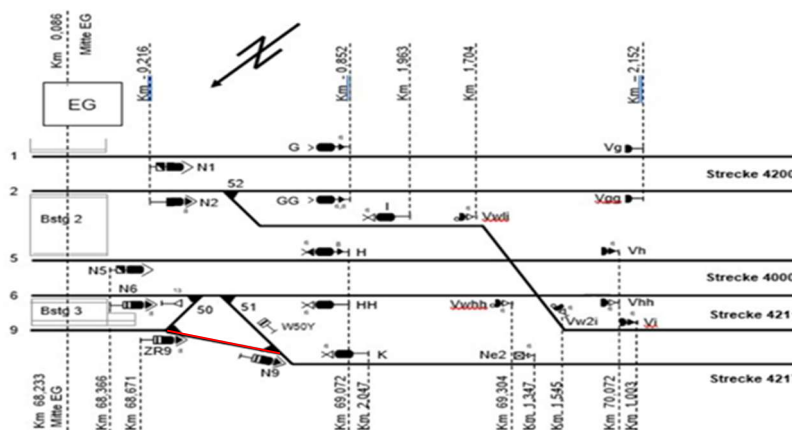 Km 0,086
Mitte EG
Km - 0,216
Km - 0,852
Km 1,963
Km 1,704
Km - 2,152
EG
G
Vg
1
N1
Strecke 4200
52
2
N2
GG
Vgg
I
Vwli
Bstg 2
H
Vh
5
N5
Strecke 4000
N6
13
6
50
51
HH
Vwhh
Vhh
Bstg 3
W50Y
Vw2i
Vi
Strecke 421
9
ZR9
N9
K
Ne2
Strecke 421
Km 68,233
Mitte EG
Km 68,366
Km 68,671
Km 69,072
Km 2,047
Km 69,304
Km 1,347
Km 1,545
Km 70,072
Km 1,003